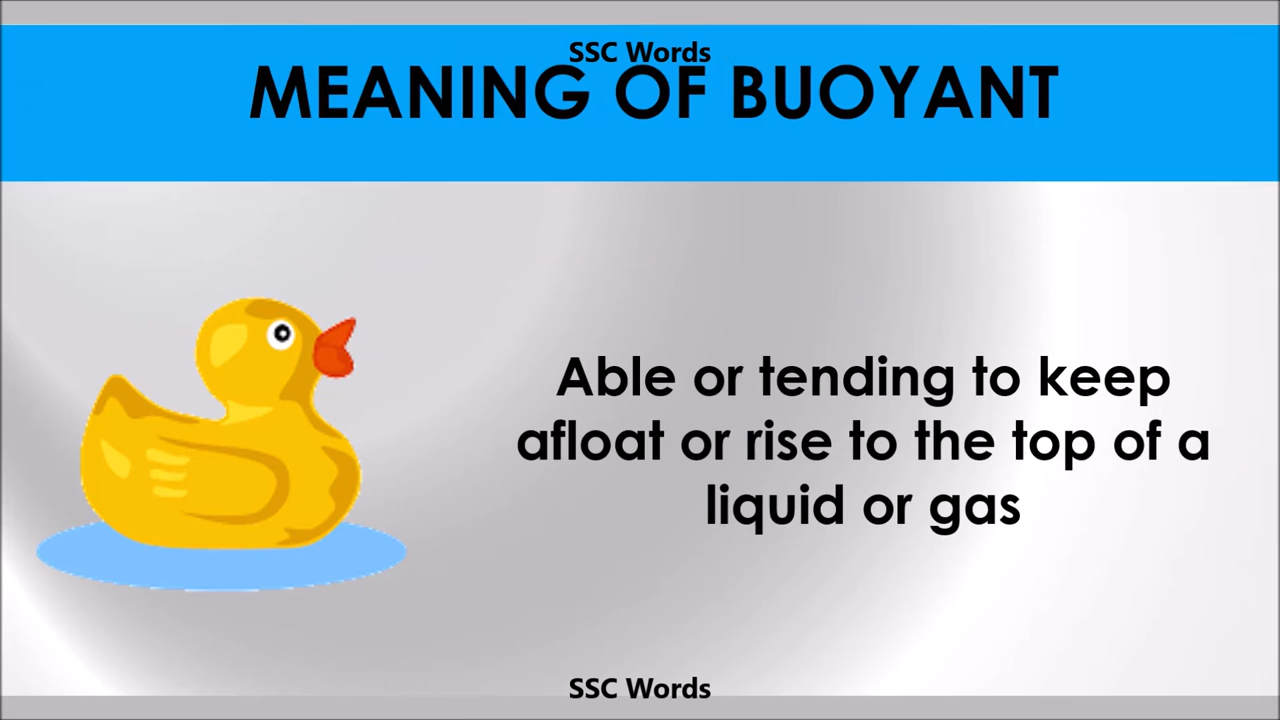 SSC Words
MEANING OF BUOYANT
Able or tending to keep
afloat or rise to the top of a
liquid or gas
SSC Words